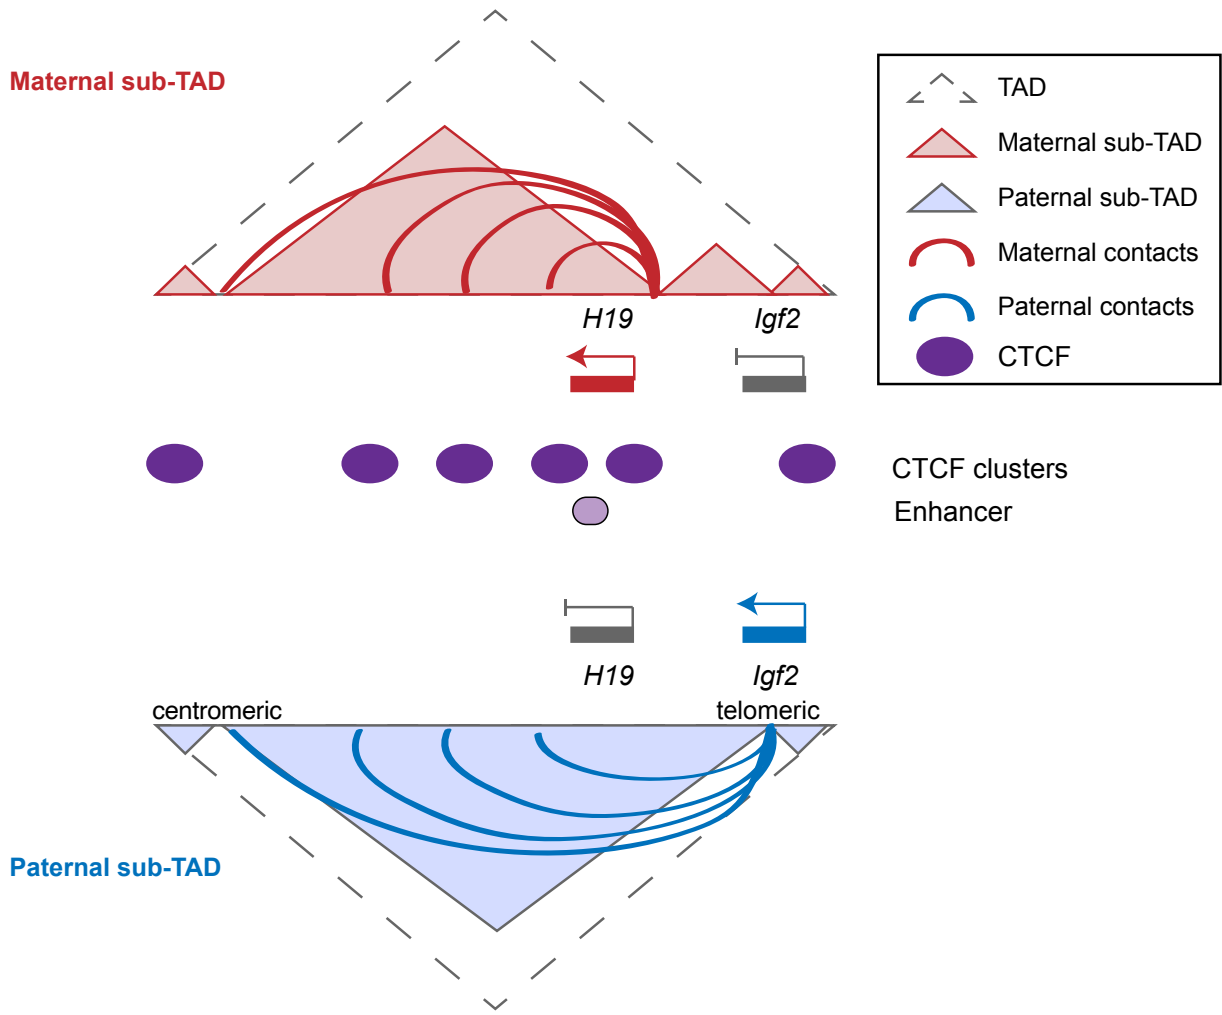 Maternal sub-TAD
TAD
Maternal sub-TAD
Paternal sub-TAD
Maternal contacts
Paternal contacts
CTCF
H19
Igf2
CTCF clusters
Enhancer
H19
Igf2
centromeric
telomeric
Paternal sub-TAD